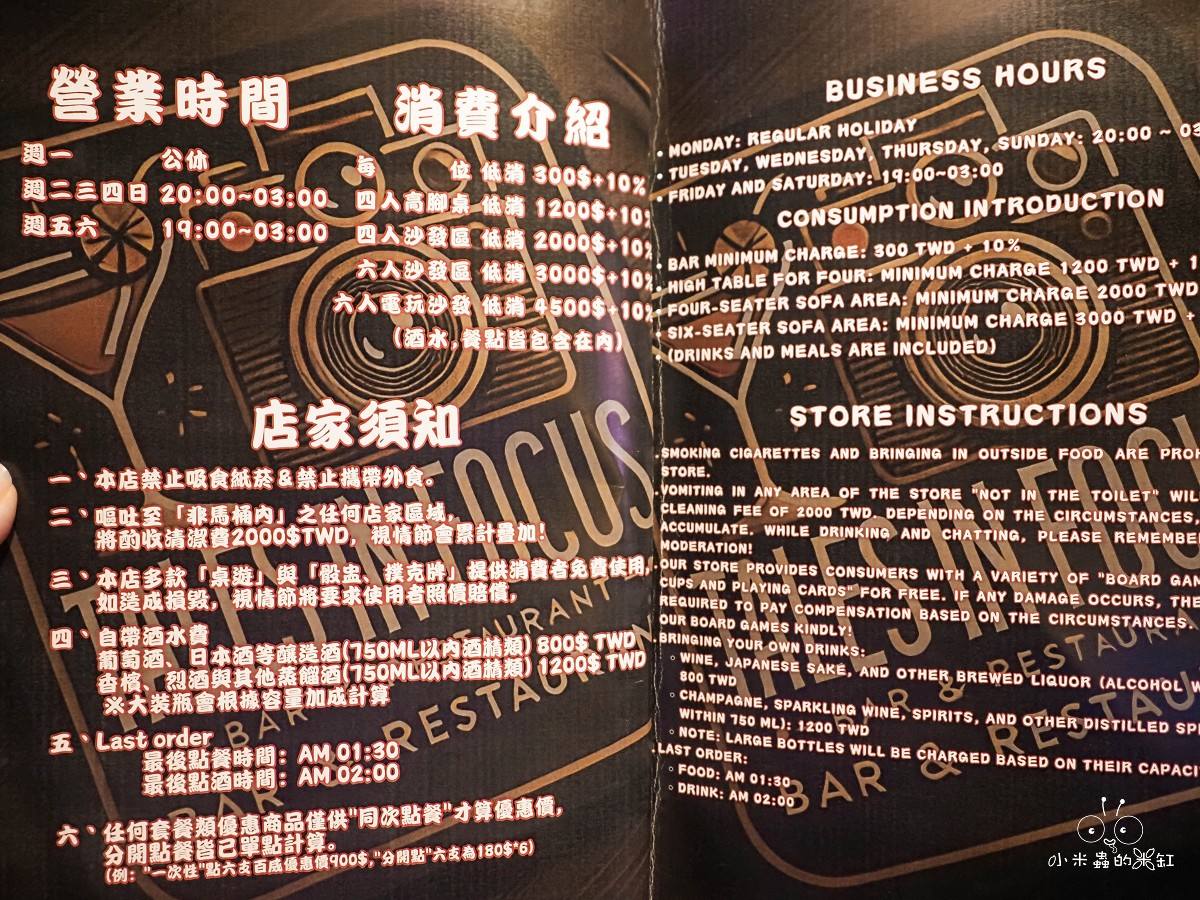 營業時間
週一 公休
週二三四日 20:00~03:00
週五六 19:00~03:00
消費介紹
每 位 低消 300$+10%
四人高腳桌 低消 1200$+10%
四人沙發區 低消 2000$+10%
六人沙發區 低消 3000$+10%
六人電玩沙發 低消 4500$+10%
(酒水,餐點皆包含在內)
店家須知
一、本店禁止吸食紙菸&禁止攜帶外食。
二、嘔吐至「非馬桶內」之任何店家區域,
將酌收清潔費2000$TWD, 視情節會累計疊加!
三、本店多款「桌遊」與「骰盅、撲克牌」提供消費者免費使用,
如造成損毀, 視情節將要求使用者照價賠償,
四、自帶酒水費
葡萄酒、日本酒等釀造酒(750ML以內酒精類) 800$ TWD
香檳、烈酒與其他蒸餾酒(750ML以內酒精類) 1200$ TWD
※大裝瓶會根據容量加成計算
五、Last order
最後點餐時間: AM 01:30
最後點酒時間: AM 02:00
六、任何套餐類優惠商品僅供"同次點餐"才算優惠價,
分開點餐皆已單點計算。
(例: "一次性"點六支百威優惠價900$,"分開點"六支為180$*6)
BUSINESS HOURS
• MONDAY: REGULAR HOLIDAY
• TUESDAY, WEDNESDAY, THURSDAY, SUNDAY: 20:00 ~ 03
• FRIDAY AND SATURDAY: 19:00~03:00
CONSUMPTION INTRODUCTION
• BAR MINIMUM CHARGE: 300 TWD + 10%
• HIGH TABLE FOR FOUR: MINIMUM CHARGE 1200 TWD + 1
• FOUR-SEATER SOFA AREA: MINIMUM CHARGE 2000 TWD
• SIX-SEATER SOFA AREA: MINIMUM CHARGE 3000 TWD +
• (DRINKS AND MEALS ARE INCLUDED)
STORE INSTRUCTIONS
•SMOKING CIGARETTES AND BRINGING IN OUTSIDE FOOD ARE PROH
STORE.
•VOMITING IN ANY AREA OF THE STORE "NOT IN THE TOILET" WIL
CLEANING FEE OF 2000 TWD. DEPENDING ON THE CIRCUMSTANCES,
ACCUMULATE. WHILE DRINKING AND CHATTING, PLEASE REMEMBE
MODERATION!
•OUR STORE PROVIDES CONSUMERS WITH A VARIETY OF "BOARD GAM
CUPS AND PLAYING CARDS" FOR FREE. IF ANY DAMAGE OCCURS, THE
REQUIRED TO PAY COMPENSATION BASED ON THE CIRCUMSTANCES.
OUR BOARD GAMES KINDLY!
BRINGING YOUR OWN DRINKS:
◦ WINE, JAPANESE SAKE, AND OTHER BREWED LIQUOR (ALCOHOL W
800 TWD
◦ CHAMPAGNE, SPARKLING WINE, SPIRITS, AND OTHER DISTILLED SPI
WITHIN 750 ML): 1200 TWD
◦ NOTE: LARGE BOTTLES WILL BE CHARGED BASED ON THEIR CAPACIT
•LAST ORDER:
◦ FOOD: AM 01:30
◦ DRINK: AM 02:00
IN FOCUS
RESTAURANT
BAR & RESTAURANT
BAR &
小米蟲的米缸